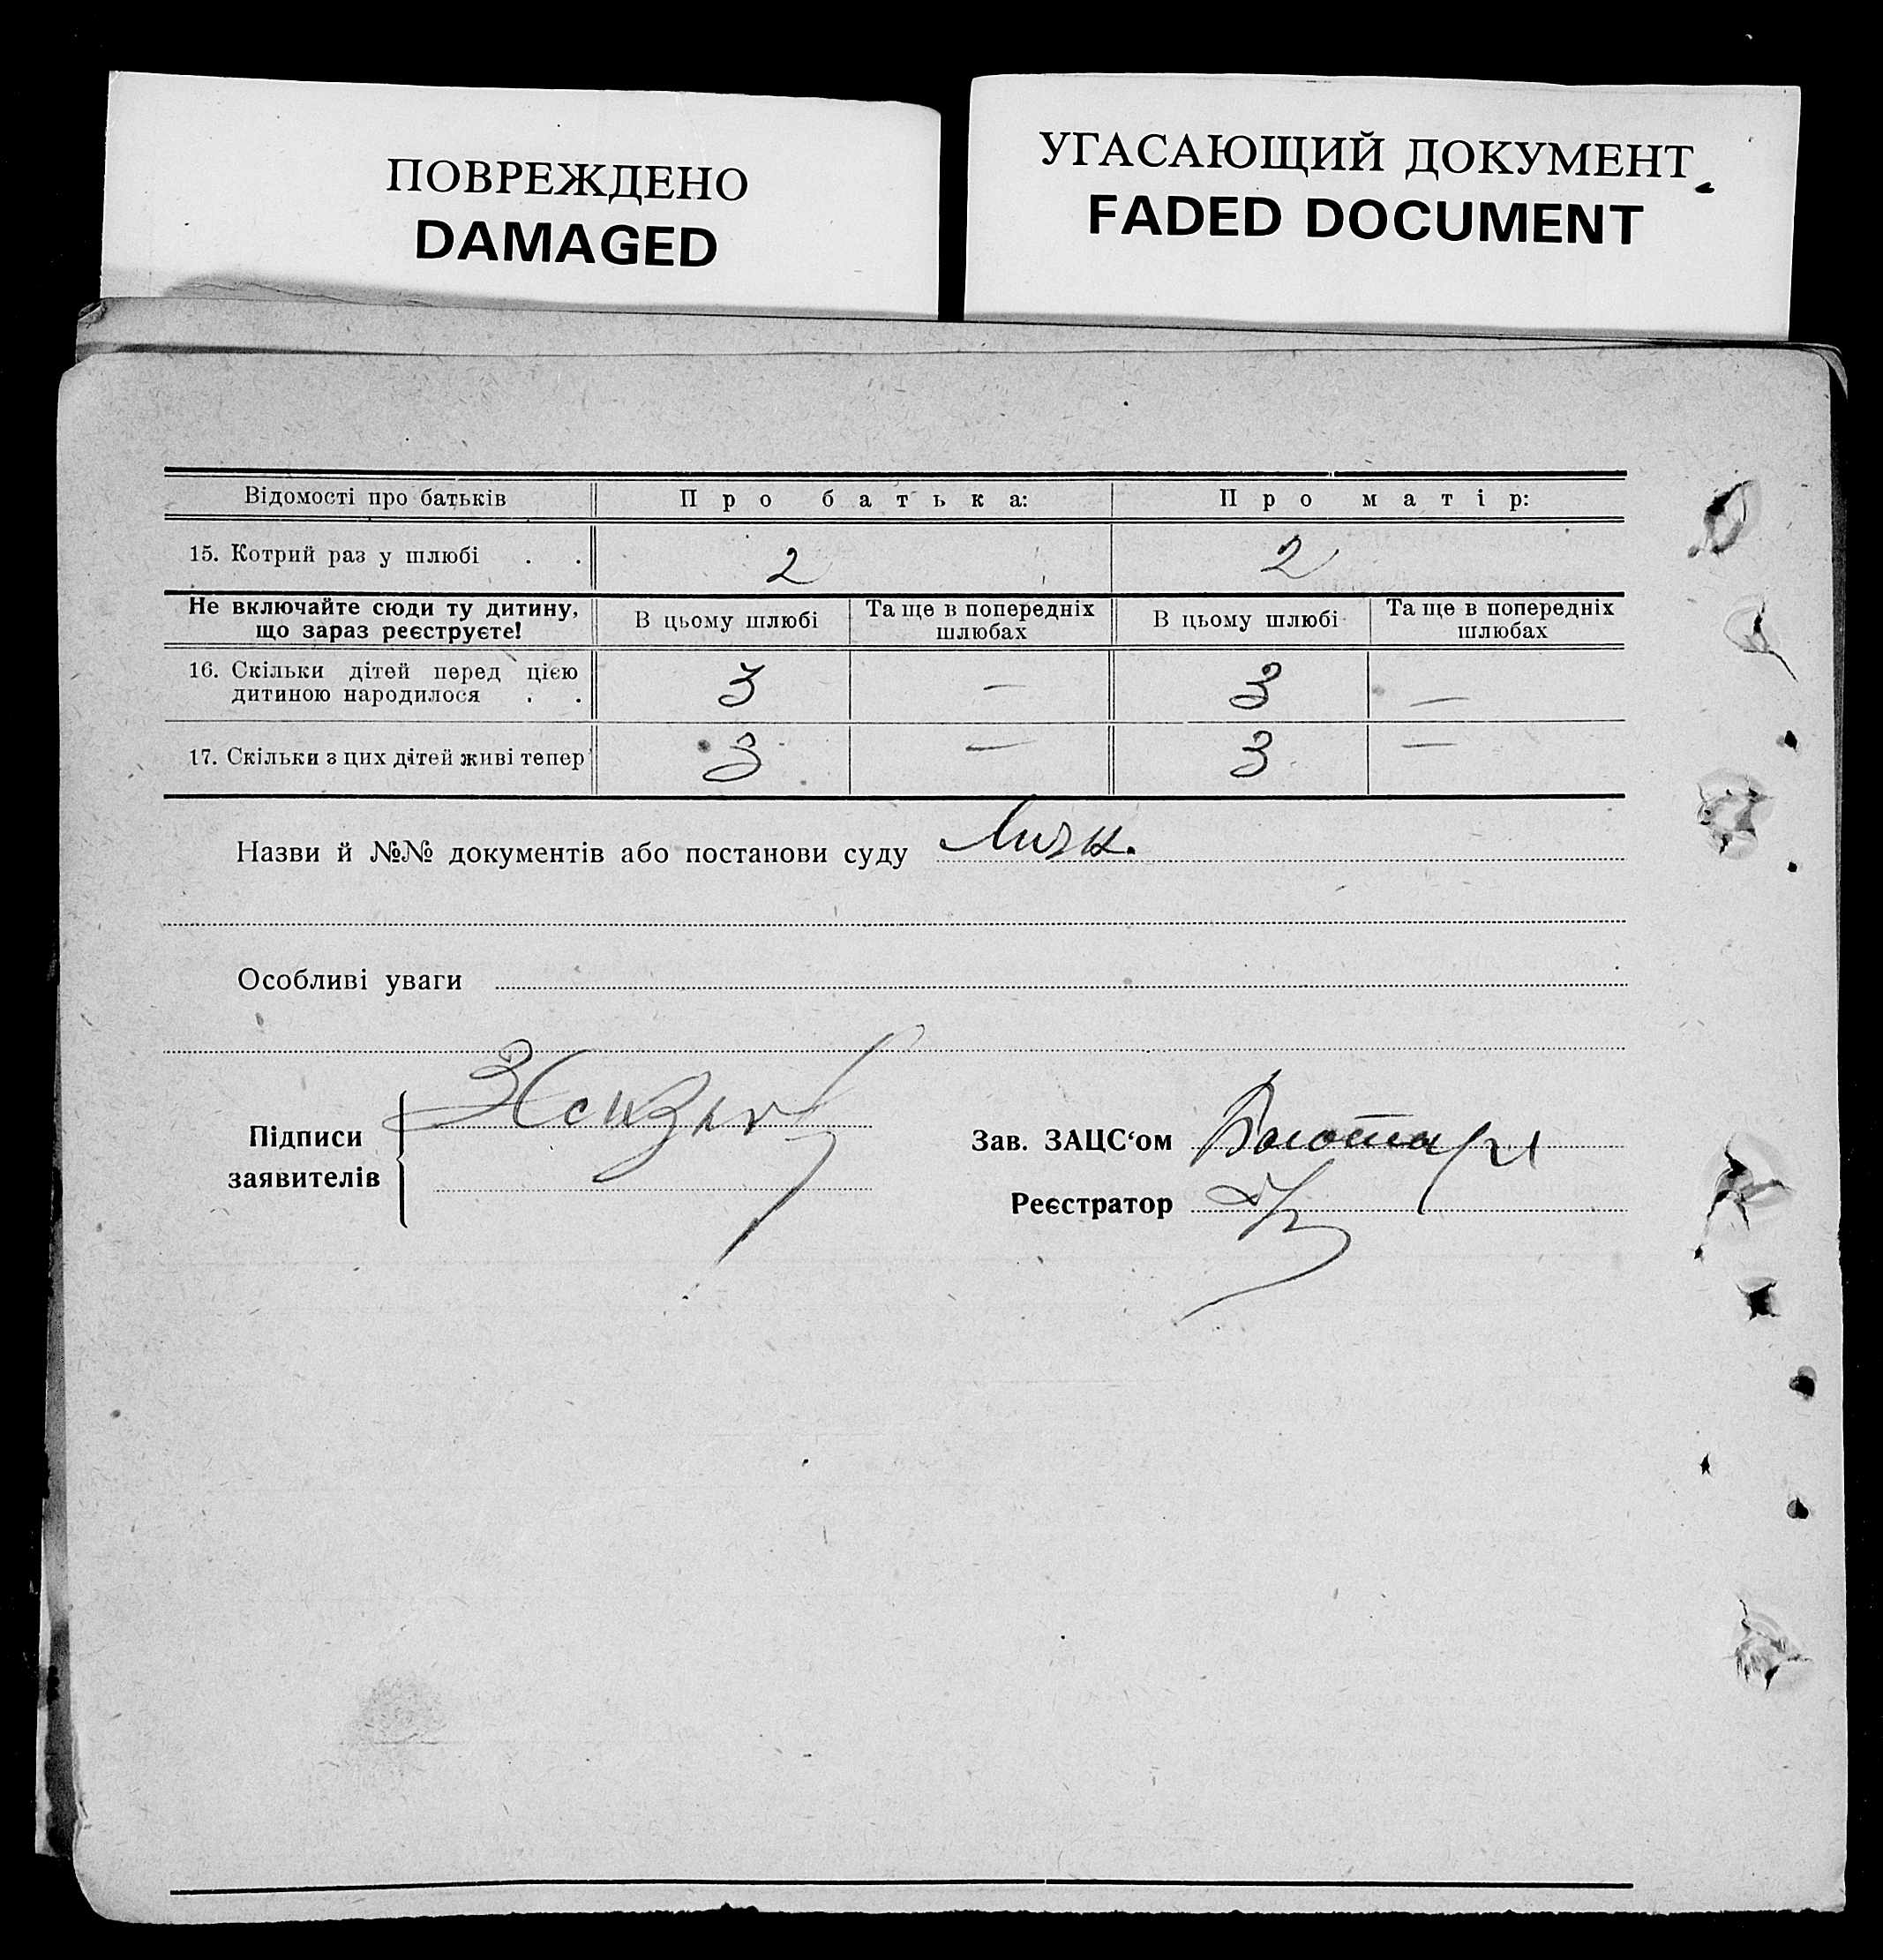 ПОВРЕЖДЕНО
DAMAGED
УГАСАЮЩИЙ ДОКУМЕНТ
FADED DOCUMENT
Відомості про батьків Про батька: Про матір:
15. Котрий раз у шлюбі . . 2 2
Не включайте сюди ту дитину, що зараз реєструєте! В цьому шлюбі Та ще в попередніх шлюбах В цьому шлюбі Та ще в попередніх шлюбах
16. Скільки дітей перед цією
дитиною народилося . . 3 — 3 —
17. Скільки з цих дітей живі тепер 3 — 3 —
Назви й №№ документів або постанови суду
Особливі уваги
Підписи
заявителів
Зав. ЗАЦС‘ом
Реєстратор